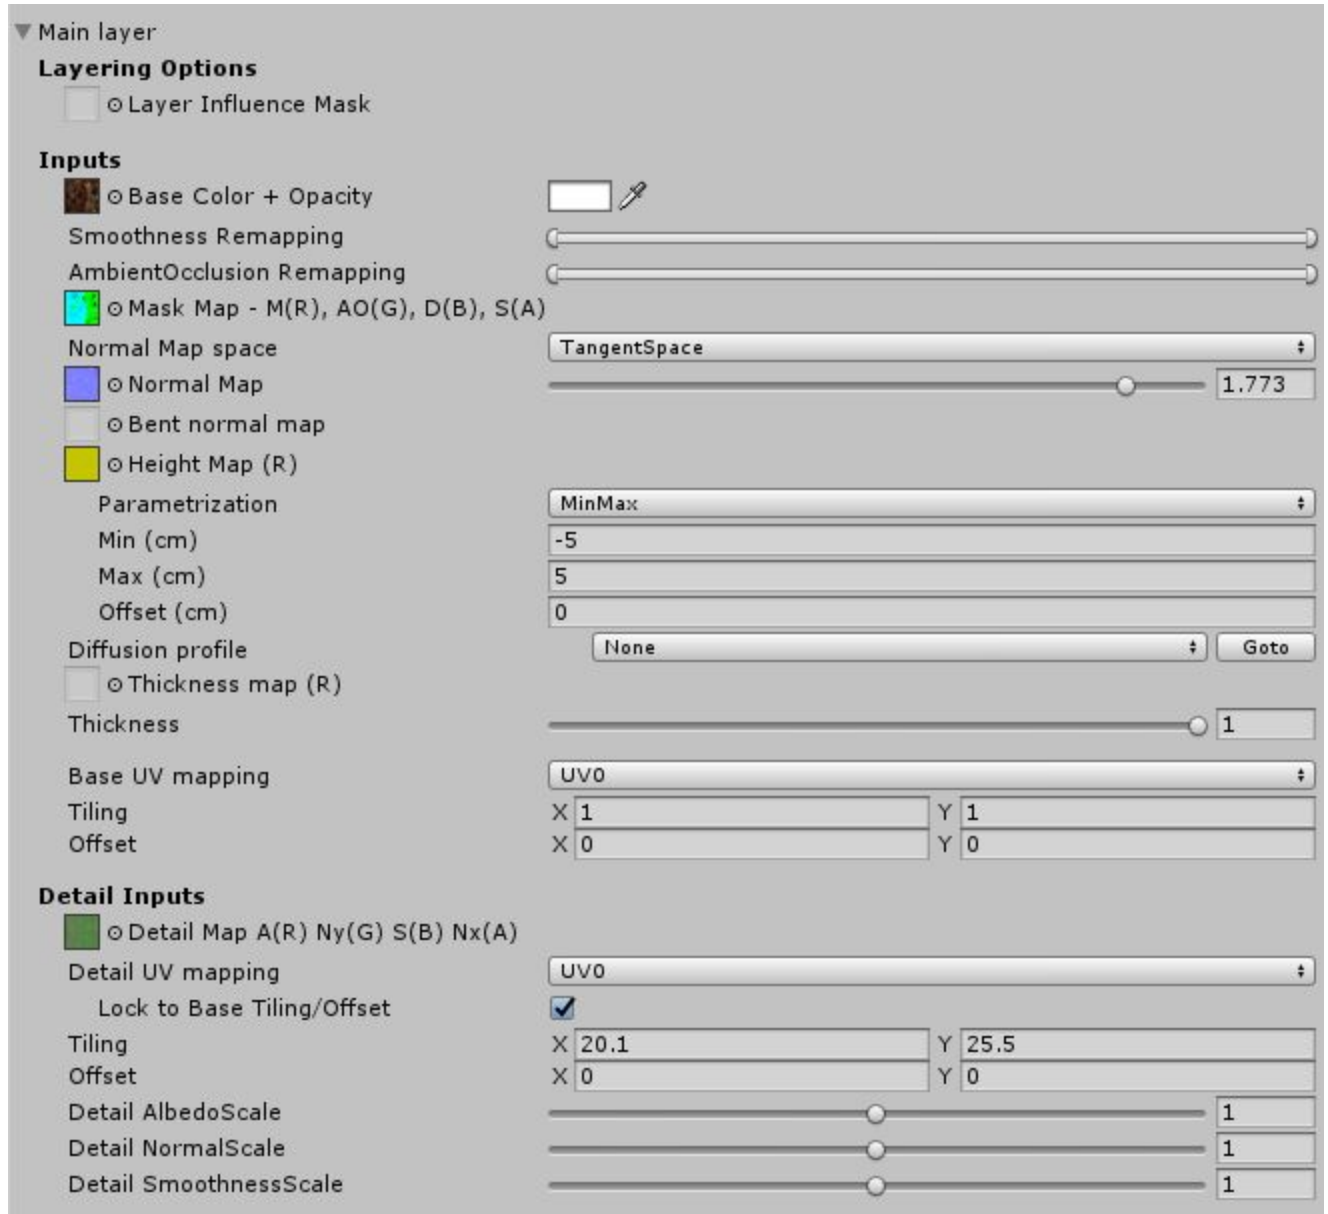 Main layer
Layering Options
Layer Influence Mask
Inputs
Base Color + Opacity
Smoothness Remapping
AmbientOcclusion Remapping
Mask Map - M(R), AO(G), D(B), S(A)
Normal Map space TangentSpace
Normal Map 1.773
Bent normal map
Height Map (R)
Parametrization MinMax
Min (cm) -5
Max (cm) 5
Offset (cm) 0
Diffusion profile None Goto
Thickness map (R)
Thickness 1
Base UV mapping UV0
Tiling X 1 Y 1
Offset X 0 Y 0
Detail Inputs
Detail Map A(R) Ny(G) S(B) Nx(A)
Detail UV mapping UV0
Lock to Base Tiling/Offset
Tiling X 20.1 Y 25.5
Offset X 0 Y 0
Detail AlbedoScale 1
Detail NormalScale 1
Detail SmoothnessScale 1